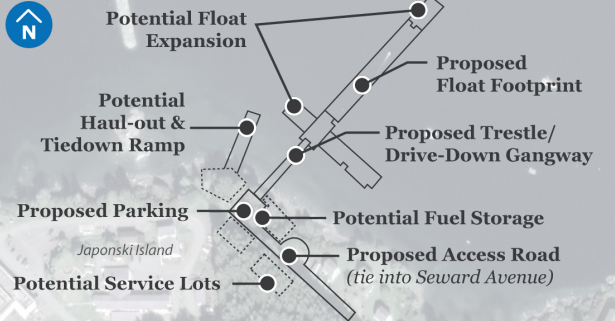 N
Potential Float
Expansion
Proposed
Float Footprint
Potential
Haul-out &
Tiedown Ramp
Proposed Trestle/
Drive-Down Gangway
Proposed Parking
Potential Fuel Storage
Japonski Island
Proposed Access Road
(tie into Seward Avenue)
Potential Service Lots